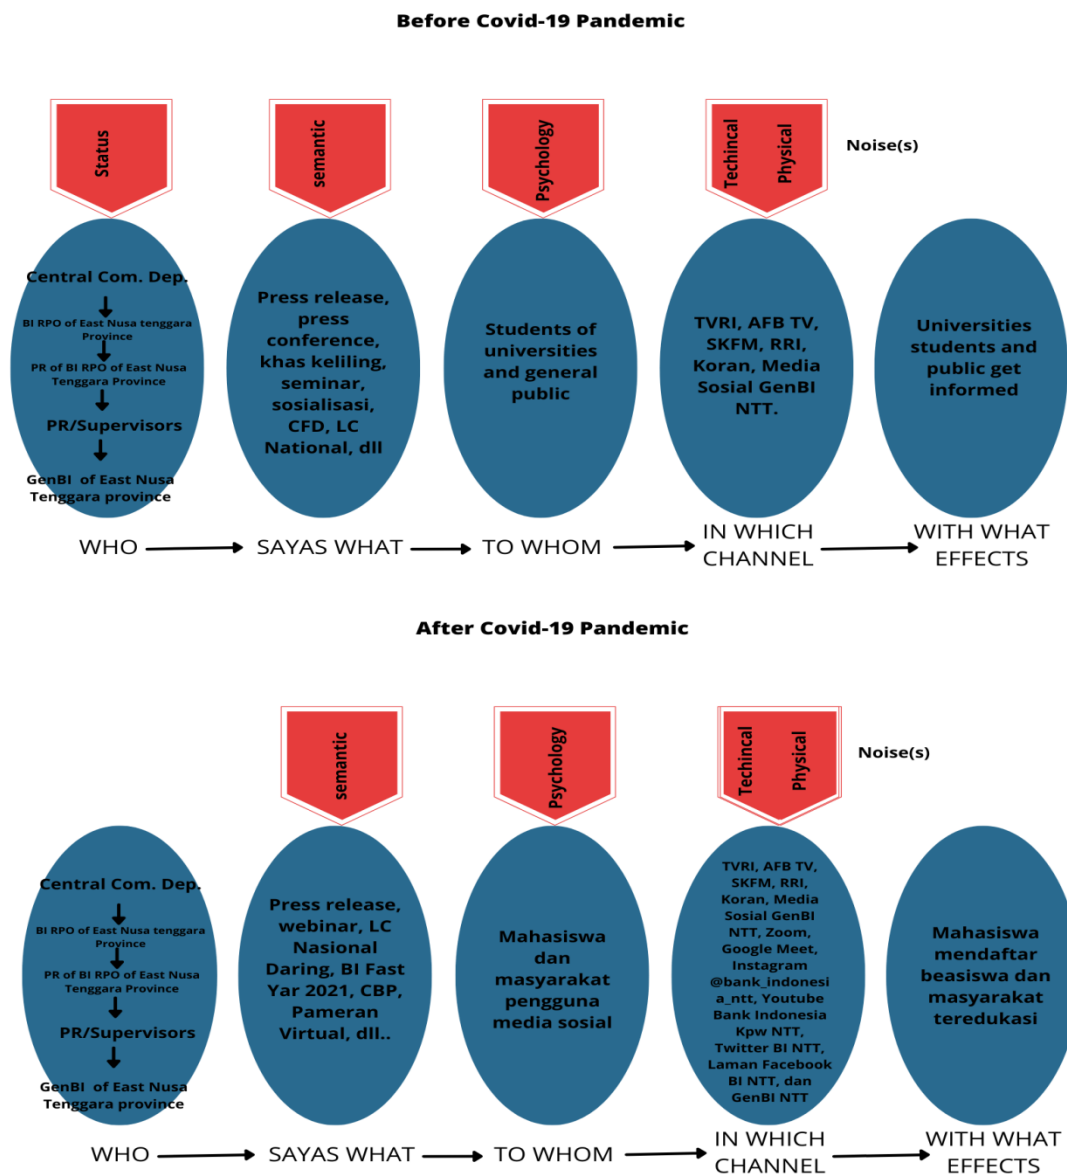 Before Covid-19 Pandemic
Status
semantic
Psychology
Techincal
Physical
Noise(s)
Central Com. Dep.
BI RPO of East Nusa tenggara
Province
PR of BI RPO of East Nusa
Tenggara Province
PR/Supervisors
GenBI of East Nusa
Tenggara province
Press release,
press
conference,
khas keliling,
seminar,
sosialisasi,
CFD, LC
National, dll
Students of
universities
and general
public
TVRI, AFB TV,
SKFM, RRI,
Koran, Media
Sosial GenBI
NTT.
Universities
students and
public get
informed
WHO
SAYAS WHAT
TO WHOM
IN WHICH
CHANNEL
WITH WHAT
EFFECTS
After Covid-19 Pandemic
semantic
Psychology
Techincal
Physical
Noise(s)
Central Com. Dep.
BI RPO of East Nusa tenggara
Province
PR of BI RPO of East Nusa
Tenggara Province
PR/Supervisors
GenBI of East Nusa
Tenggara province
Press release,
webinar, LC
Nasional
Daring, BI Fast
Yar 2021, CBP,
Pameran
Virtual, dll..
Mahasiswa
dan
masyarakat
pengguna
media sosial
TVRI, AFB TV,
SKFM, RRI,
Koran, Media
Sosial GenBI
NTT, Zoom,
Google Meet,
Instagram
@bank_indonesi
a_ntt, Youtube
Bank Indonesia
Kpw NTT,
Twitter BI NTT,
Laman Facebook
BI NTT, dan
GenBI NTT
Mahasiswa
mendaftar
beasiswa dan
masyarakat
teredukasi
WHO
SAYAS WHAT
TO WHOM
IN WHICH
CHANNEL
WITH WHAT
EFFECTS